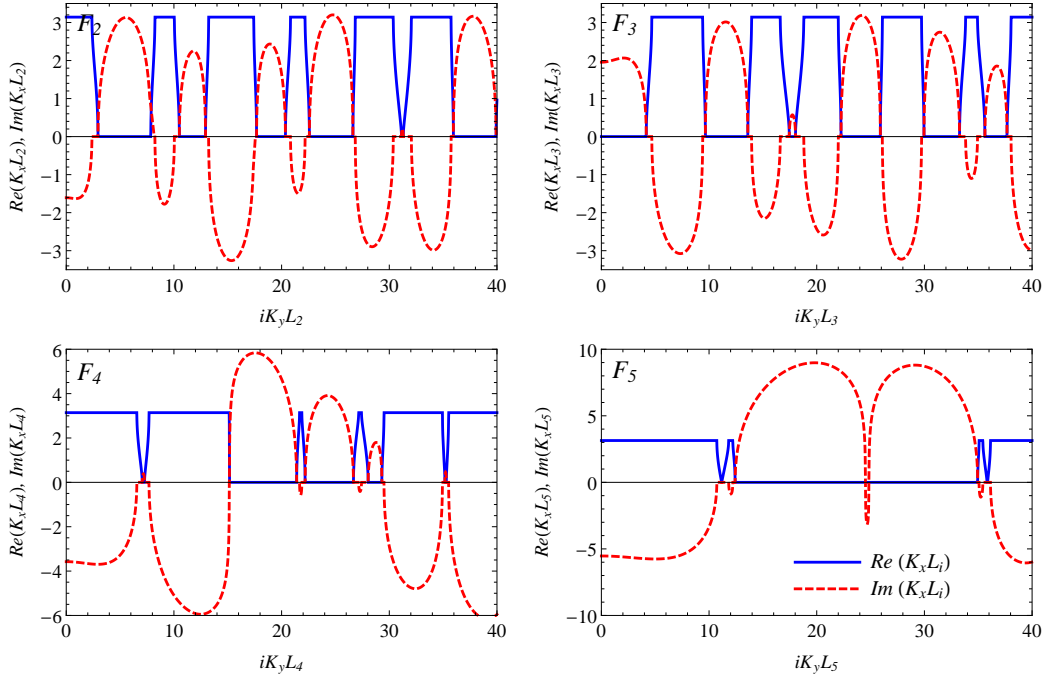 F2
3
2
1
0
−1
−2
−3
Re(KxL2), Im(KxL2)
0 10 20 30 40
iKyL2
F3
3
2
1
0
−1
−2
−3
Re(KxL3), Im(KxL3)
0 10 20 30 40
iKyL3
F4
6
4
2
0
−2
−4
−6
Re(KxL4), Im(KxL4)
0 10 20 30 40
iKyL4
F5
10
5
0
−5
−10
Re(KxL5), Im(KxL5)
0 10 20 30 40
iKyL5
Re (KxLi)
Im (KxLi)